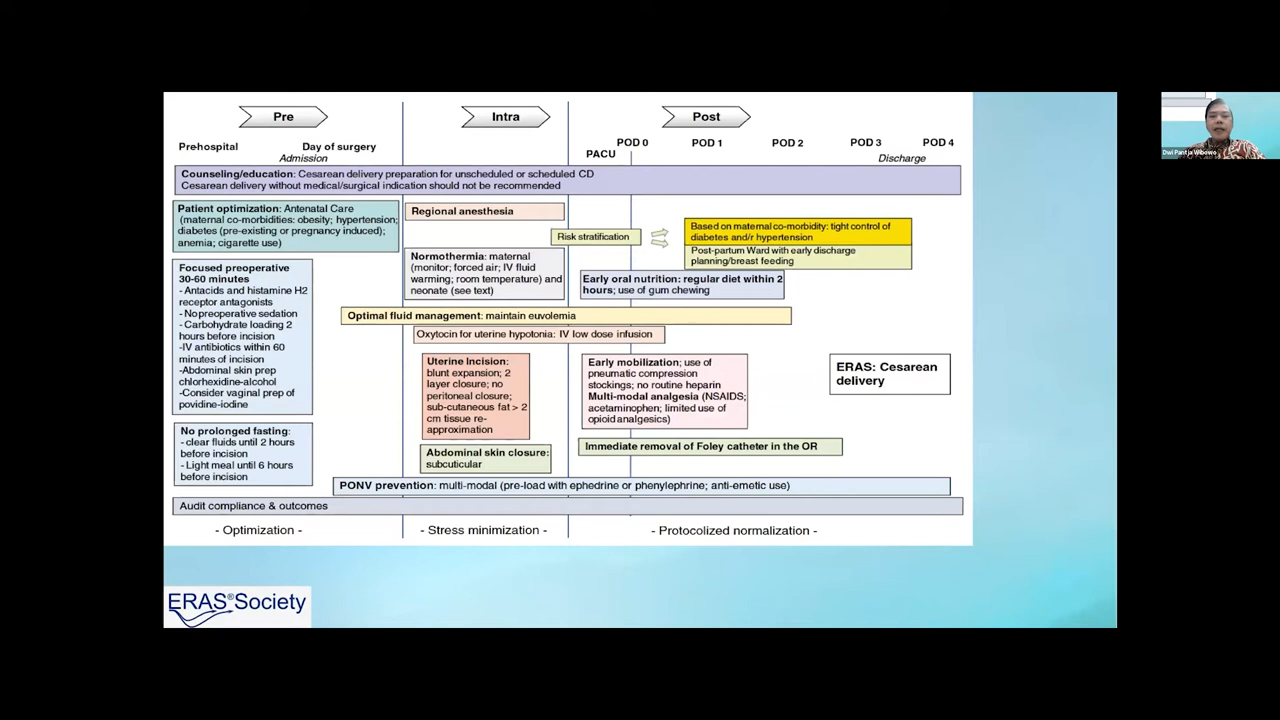 Pre
Intra
Post
Prehospital
Day of surgery
Admission
PACU
POD 0
POD 1
POD 2
POD 3
POD 4
Discharge
Counseling/education: Cesarean delivery preparation for unscheduled or scheduled CD
Cesarean delivery without medical/surgical indication should not be recommended
Patient optimization: Antenatal Care
(maternal co-morbidities: obesity; hypertension;
diabetes (pre-existing or pregnancy induced);
anemia; cigarette use)
Focused preoperative
30-60 minutes
- Antacids and histamine H2
receptor antagonists
- No preoperative sedation
- Carbohydrate loading 2
hours before incision
-IV antibiotics within 60
minutes of incision
-Abdominal skin prep
chlorhexidine-alcohol
-Consider vaginal prep of
povidine-iodine
No prolonged fasting:
- clear fluids until 2 hours
before incision
- Light meal until 6 hours
before incision
Regional anesthesia
Normothermia: maternal
(monitor; forced air; IV fluid
warming; room temperature) and
neonate (see text)
Risk stratification
Based on maternal co-morbidity: tight control of
diabetes and/r hypertension
Post-partum Ward with early discharge
planning/breast feeding
Early oral nutrition: regular diet within 2
hours; use of gum chewing
Optimal fluid management: maintain euvolemia
Oxytocin for uterine hypotonia: IV low dose infusion
Uterine Incision:
blunt expansion; 2
layer closure; no
peritoneal closure;
sub-cutaneous fat > 2
cm tissue re-
approximation
Abdominal skin closure:
subcuticular
Early mobilization; use of
pneumatic compression
stockings; no routine heparin
Multi-modal analgesia (NSAIDS;
acetaminophen; limited use of
opioid analgesics)
ERAS: Cesarean
delivery
Immediate removal of Foley catheter in the OR
PONV prevention: multi-modal (pre-load with ephedrine or phenylephrine; anti-emetic use)
Audit compliance & outcomes
- Optimization -
- Stress minimization -
- Protocolized normalization -
ERAS®Society
Dwi Pantja Wibowo